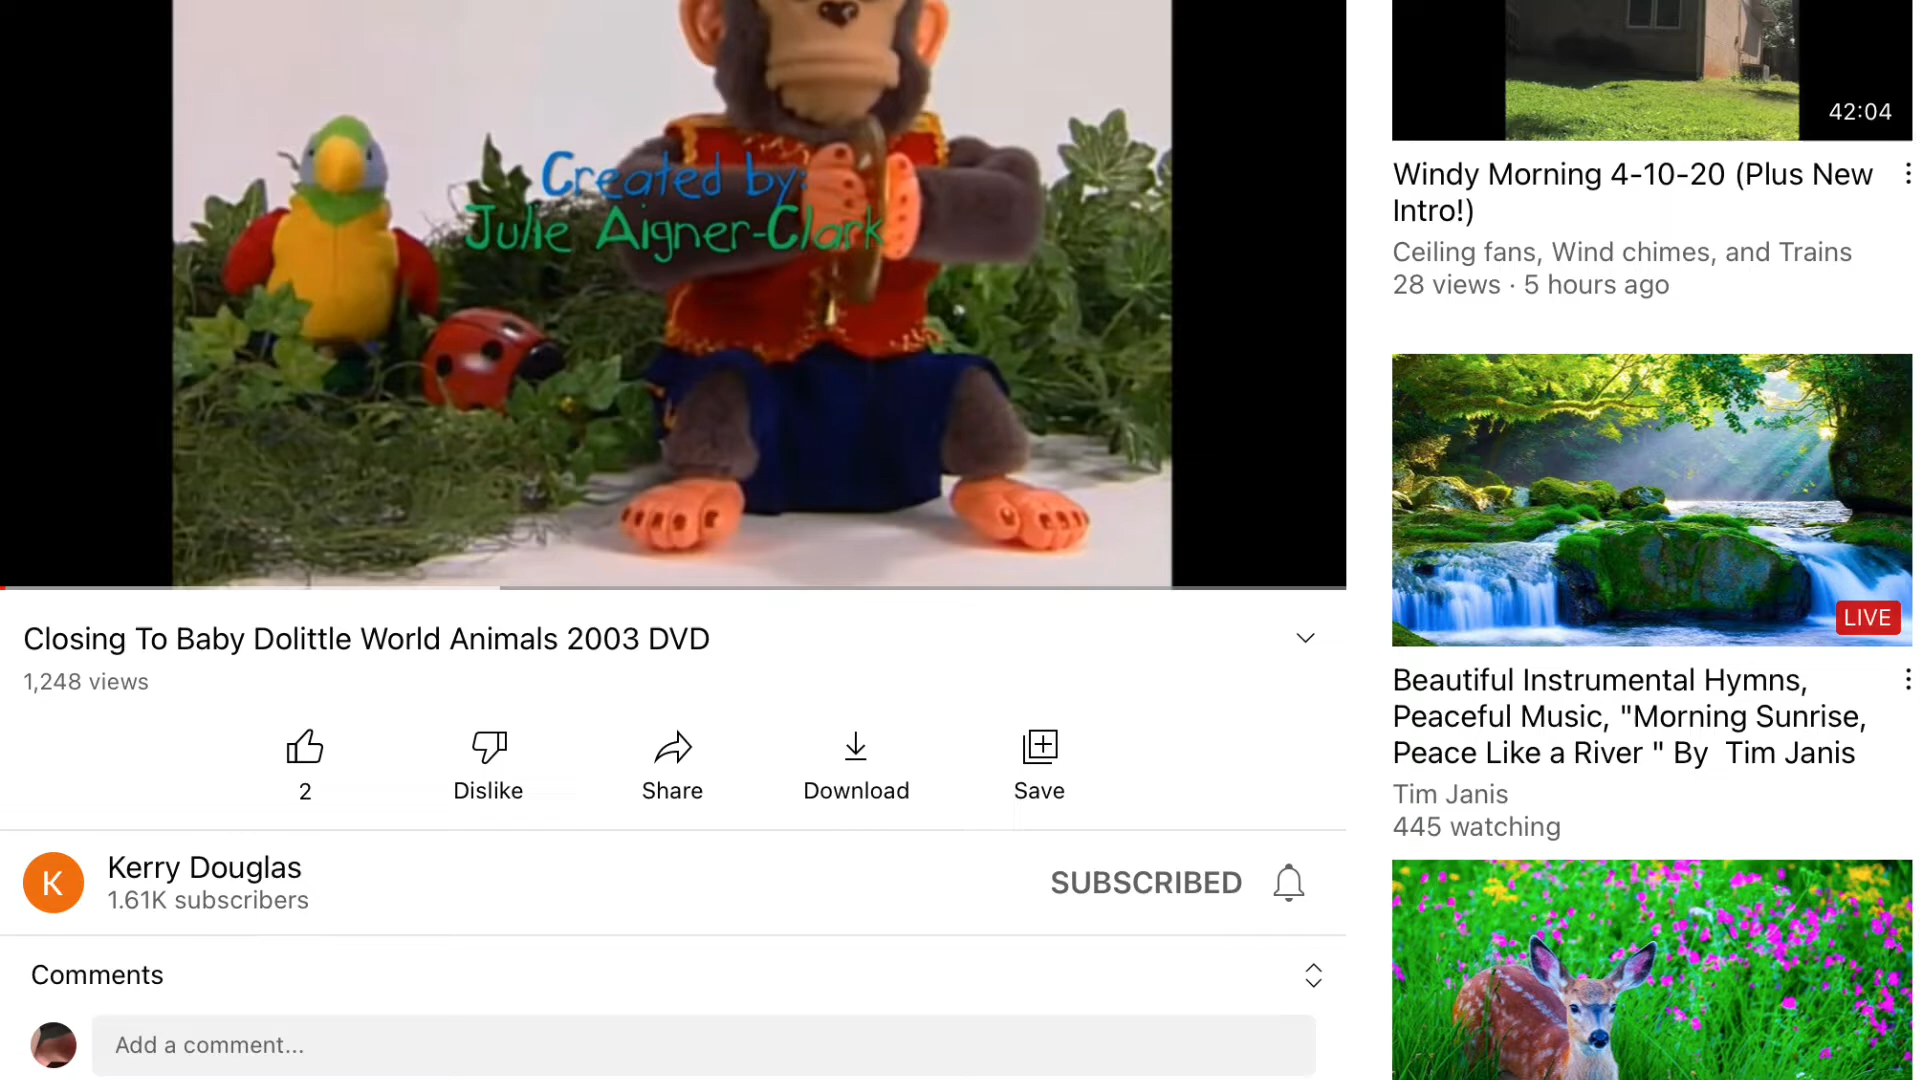 Created by:
Julie Aigner-Clark
Closing To Baby Dolittle World Animals 2003 DVD
1,248 views
2
Dislike
Share
Download
Save
K
Kerry Douglas
1.61K subscribers
SUBSCRIBED
Comments
Add a comment...
42:04
Windy Morning 4-10-20 (Plus New
Intro!)
Ceiling fans, Wind chimes, and Trains
28 views · 5 hours ago
LIVE
Beautiful Instrumental Hymns,
Peaceful Music, "Morning Sunrise,
Peace Like a River " By  Tim Janis
Tim Janis
445 watching